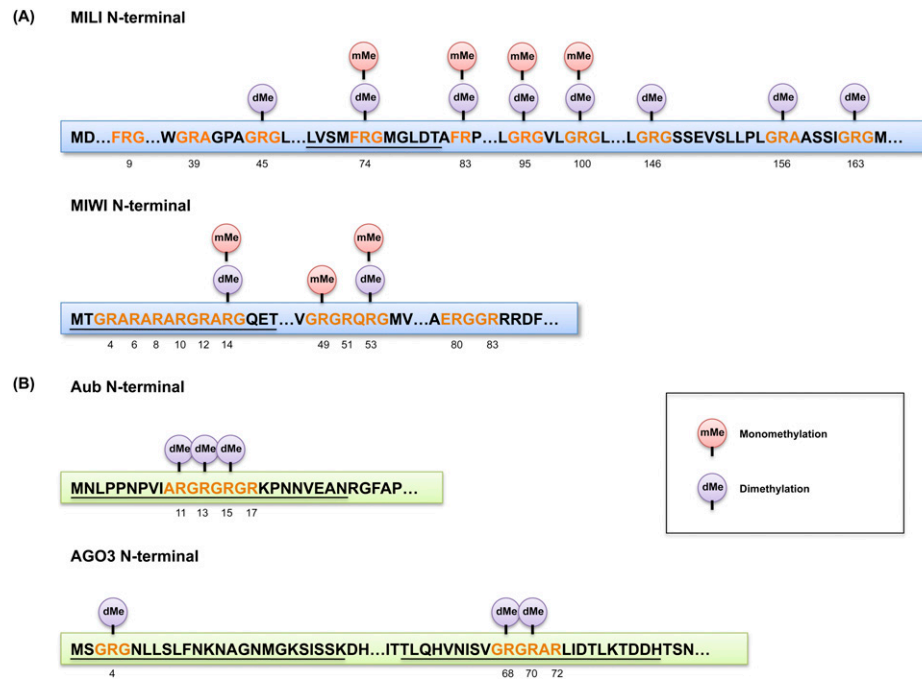 (A)
MILI N-terminal
mMe mMe mMe mMe
dMe dMe dMe dMe dMe dMe dMe dMe
MD...FRG...WGRAGPAGRGL...LVSMFRGMGLDTAFRP...LGRGVLGRGL...LGRGSSEVSLLPLGRAASSIGRGM...
9 39 45 74 83 95 100 146 156 163
MIWI N-terminal
mMe mMe
dMe mMe dMe
MTGRARARARGRARGQET...VGRGRQRGMV...AERGGRRRDF...
4 6 8 10 12 14 49 51 53 80 83
(B)
Aub N-terminal
dMe dMe dMe
MNLPPNPVIARGRGRGRKPNNVEANRGFAP...
11 13 15 17
mMe Monomethylation
dMe Dimethylation
AGO3 N-terminal
dMe dMe dMe
MSGRGNLLSLFNKNAGNMGKSISSKDH...ITTLQHVNISVGRGRARLIDTLKTDDHTSN...
4 68 70 72